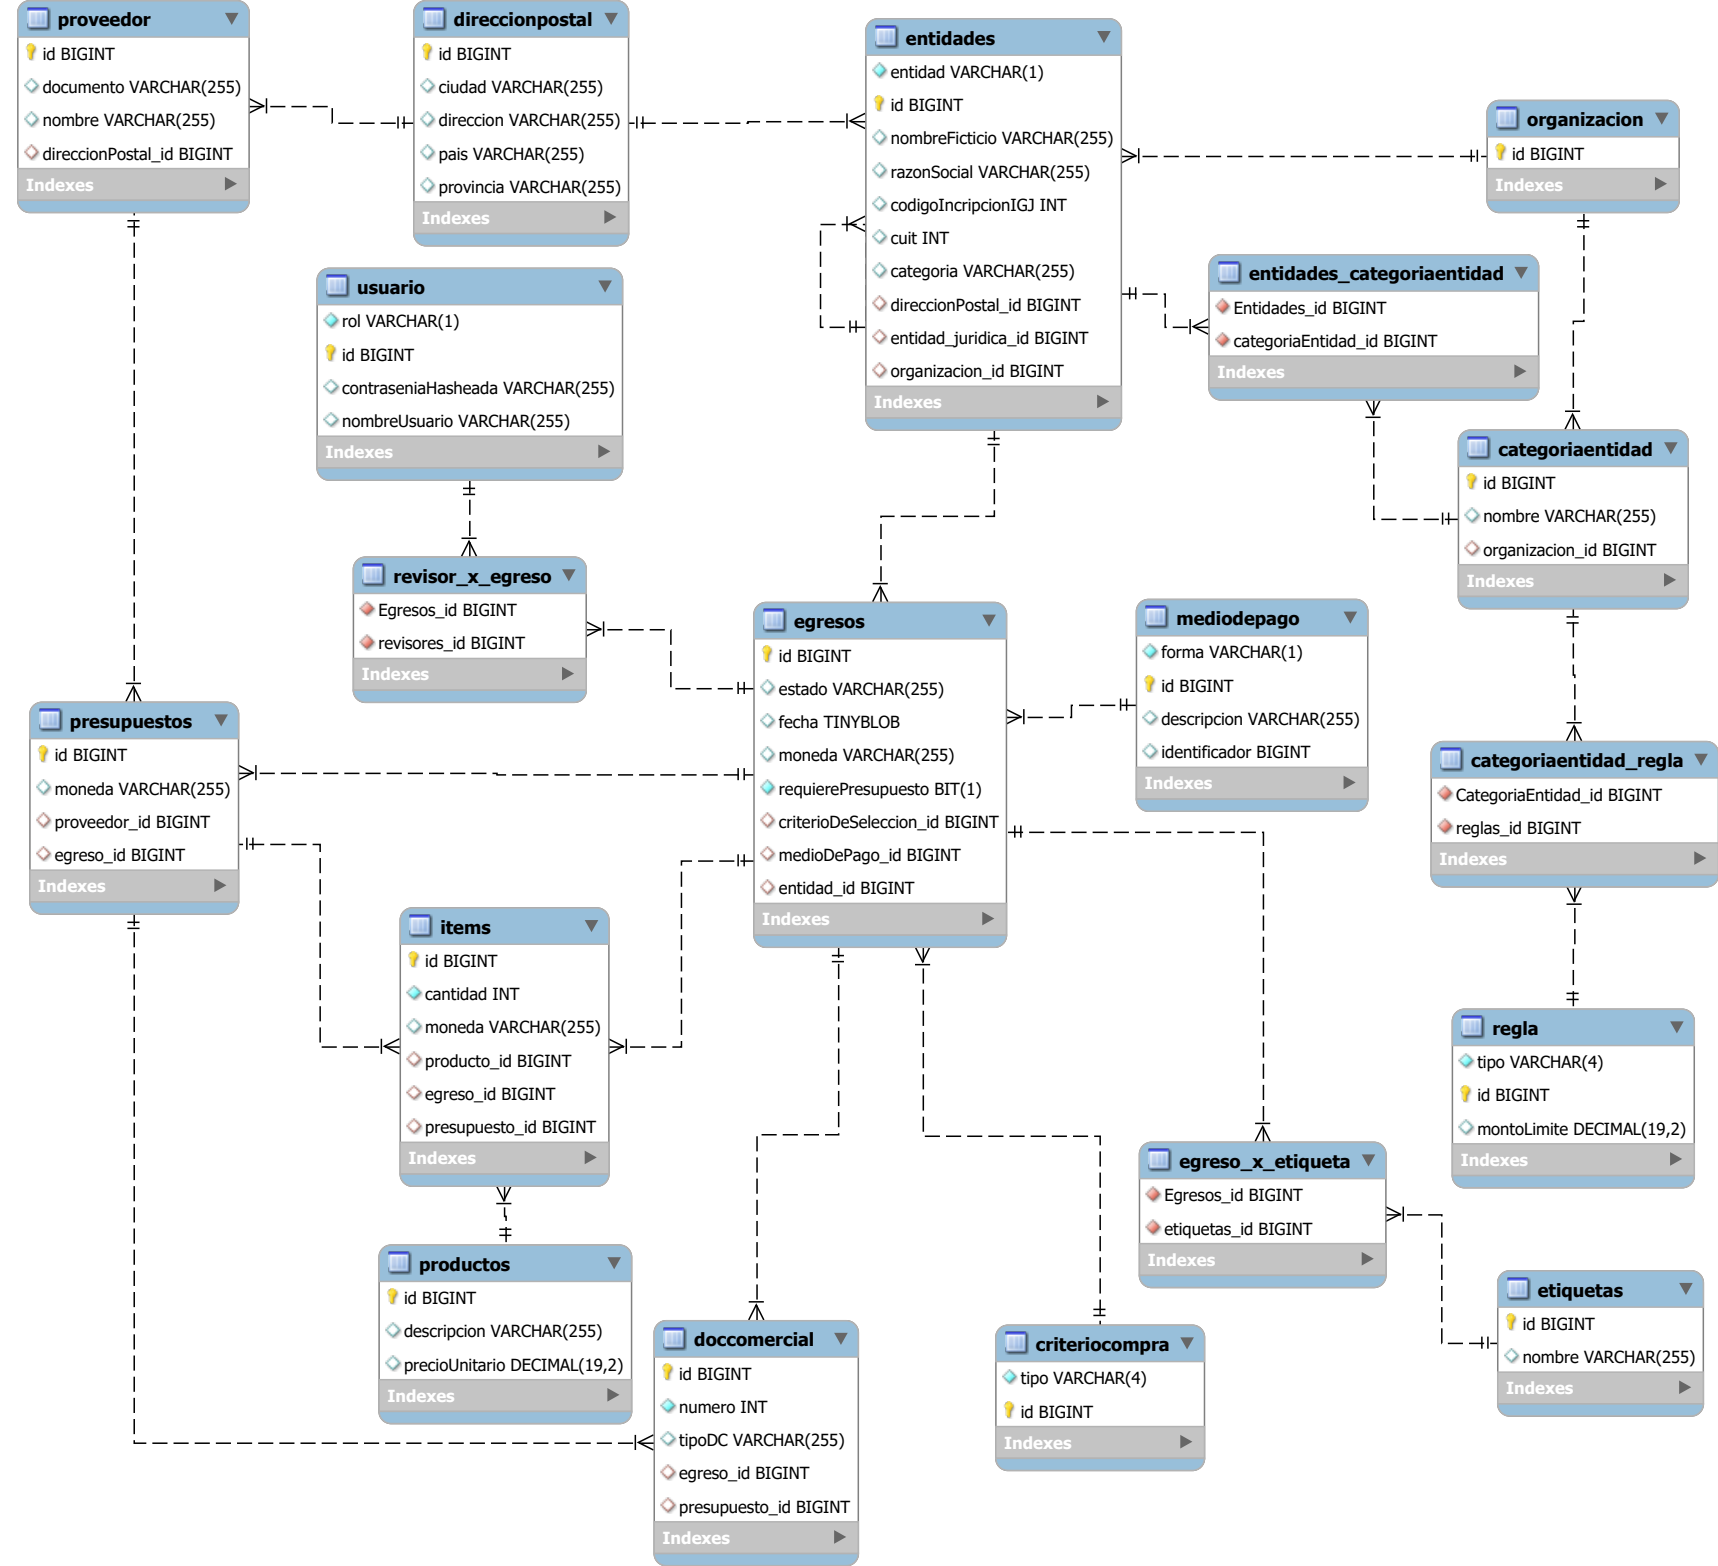 proveedor
id BIGINT
documento VARCHAR(255)
nombre VARCHAR(255)
direccionPostal_id BIGINT
Indexes
direccionpostal
id BIGINT
ciudad VARCHAR(255)
direccion VARCHAR(255)
pais VARCHAR(255)
provincia VARCHAR(255)
Indexes
entidades
entidad VARCHAR(1)
id BIGINT
nombreFicticio VARCHAR(255)
razonSocial VARCHAR(255)
codigoIncripcionIGJ INT
cuit INT
categoria VARCHAR(255)
direccionPostal_id BIGINT
entidad_juridica_id BIGINT
organizacion_id BIGINT
Indexes
organizacion
id BIGINT
Indexes
entidades_categoriaentidad
Entidades_id BIGINT
categoriaEntidad_id BIGINT
Indexes
usuario
rol VARCHAR(1)
id BIGINT
contraseniaHasheada VARCHAR(255)
nombreUsuario VARCHAR(255)
Indexes
categoriaentidad
id BIGINT
nombre VARCHAR(255)
organizacion_id BIGINT
Indexes
revisor_x_egreso
Egresos_id BIGINT
revisores_id BIGINT
Indexes
egresos
id BIGINT
estado VARCHAR(255)
fecha TINYBLOB
moneda VARCHAR(255)
requierePresupuesto BIT(1)
criterioDeSeleccion_id BIGINT
medioDePago_id BIGINT
entidad_id BIGINT
Indexes
mediodepago
forma VARCHAR(1)
id BIGINT
descripcion VARCHAR(255)
identificador BIGINT
Indexes
presupuestos
id BIGINT
moneda VARCHAR(255)
proveedor_id BIGINT
egreso_id BIGINT
Indexes
categoriaentidad_regla
CategoriaEntidad_id BIGINT
reglas_id BIGINT
Indexes
items
id BIGINT
cantidad INT
moneda VARCHAR(255)
producto_id BIGINT
egreso_id BIGINT
presupuesto_id BIGINT
Indexes
regla
tipo VARCHAR(4)
id BIGINT
montoLimite DECIMAL(19,2)
Indexes
egreso_x_etiqueta
Egresos_id BIGINT
etiquetas_id BIGINT
Indexes
productos
id BIGINT
descripcion VARCHAR(255)
precioUnitario DECIMAL(19,2)
Indexes
etiquetas
id BIGINT
nombre VARCHAR(255)
Indexes
doccomercial
id BIGINT
numero INT
tipoDC VARCHAR(255)
egreso_id BIGINT
presupuesto_id BIGINT
Indexes
criteriocompra
tipo VARCHAR(4)
id BIGINT
Indexes